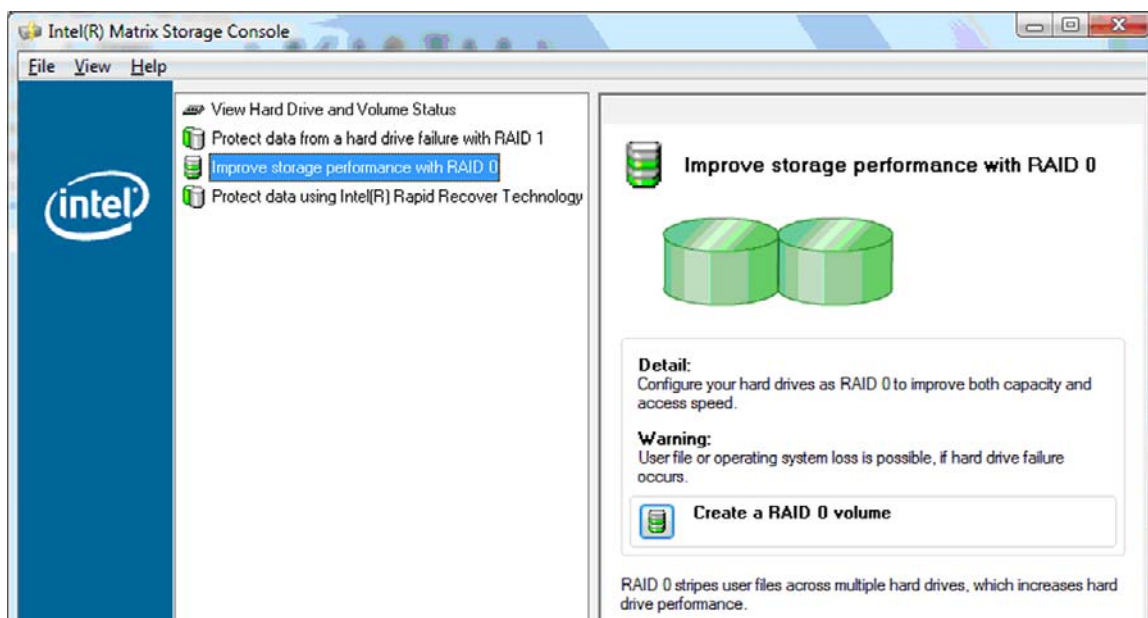 Intel(R) Matrix Storage Console
File View Help
View Hard Drive and Volume Status
Protect data from a hard drive failure with RAID 1
Improve storage performance with RAID 0
Protect data using Intel(R) Rapid Recover Technology
intel
Improve storage performance with RAID 0
Detail:
Configure your hard drives as RAID 0 to improve both capacity and
access speed.
Warning:
User file or operating system loss is possible, if hard drive failure
occurs.
Create a RAID 0 volume
RAID 0 stripes user files across multiple hard drives, which increases hard
drive performance.